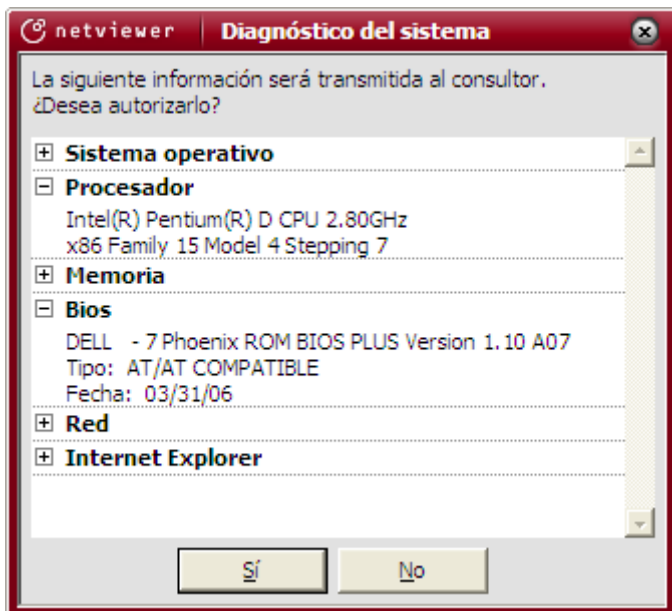 netviewer Diagnóstico del sistema
La siguiente información será transmitida al consultor.
¿Desea autorizarlo?
Sistema operativo
Procesador
Intel(R) Pentium(R) D CPU 2.80GHz
x86 Family 15 Model 4 Stepping 7
Memoria
Bios
DELL - 7 Phoenix ROM BIOS PLUS Version 1.10 A07
Tipo: AT/AT COMPATIBLE
Fecha: 03/31/06
Red
Internet Explorer
Sí No